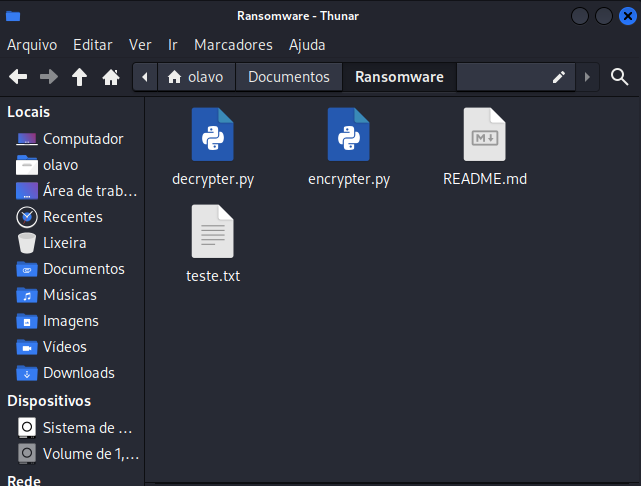 Ransomware - Thunar
Arquivo Editar Ver Ir Marcadores Ajuda
olavo Documentos Ransomware
Locais
Computador
olavo
Área de trab...
Recentes
Lixeira
Documentos
Músicas
Imagens
Vídeos
Downloads
Dispositivos
Sistema de ...
Volume de 1,...
Rede
decrypter.py encrypter.py README.md
teste.txt